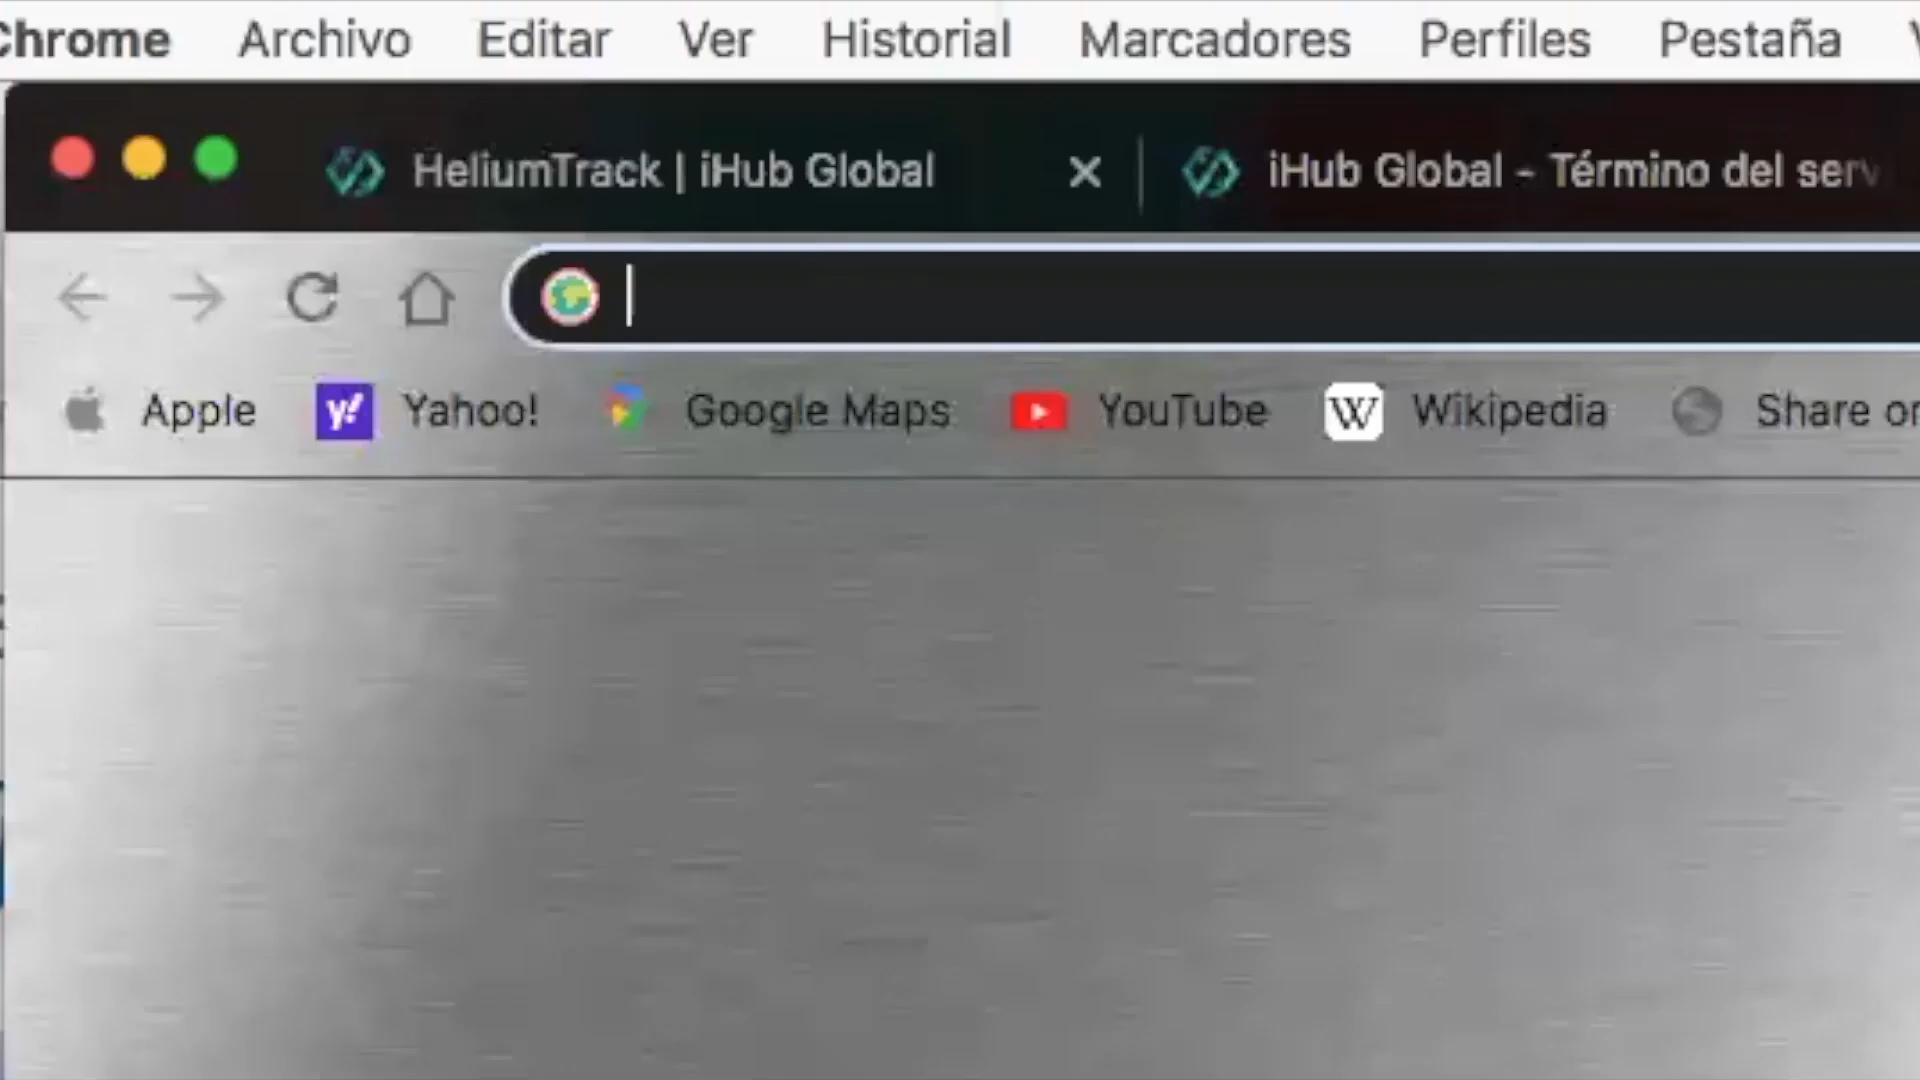 Chrome Archivo Editar Ver Historial Marcadores Perfiles Pestaña
HeliumTrack | iHub Global iHub Global - Término del serv
Apple Yahoo! Google Maps YouTube Wikipedia Share on